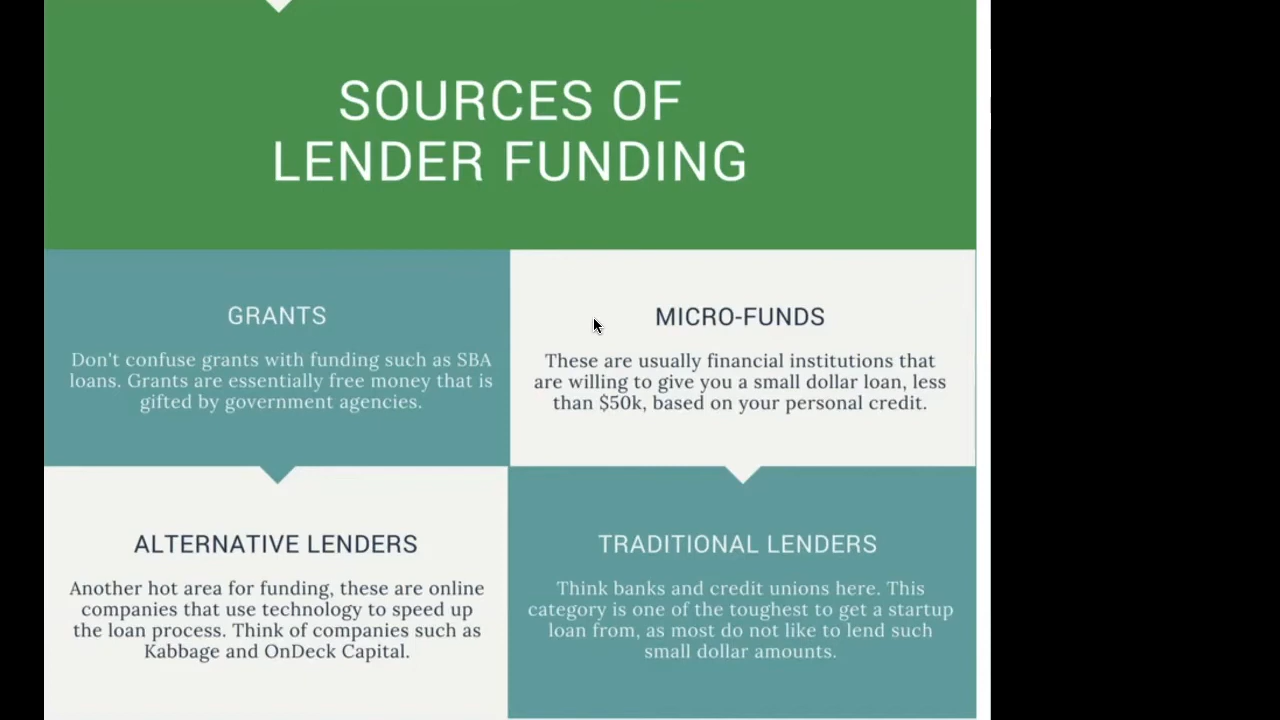 SOURCES OF
LENDER FUNDING
GRANTS
Don't confuse grants with funding such as SBA
loans. Grants are essentially free money that is
gifted by government agencies.
MICRO-FUNDS
These are usually financial institutions that
are willing to give you a small dollar loan, less
than $50k, based on your personal credit.
ALTERNATIVE LENDERS
Another hot area for funding, these are online
companies that use technology to speed up
the loan process. Think of companies such as
Kabbage and OnDeck Capital.
TRADITIONAL LENDERS
Think banks and credit unions here. This
category is one of the toughest to get a startup
loan from, as most do not like to lend such
small dollar amounts.